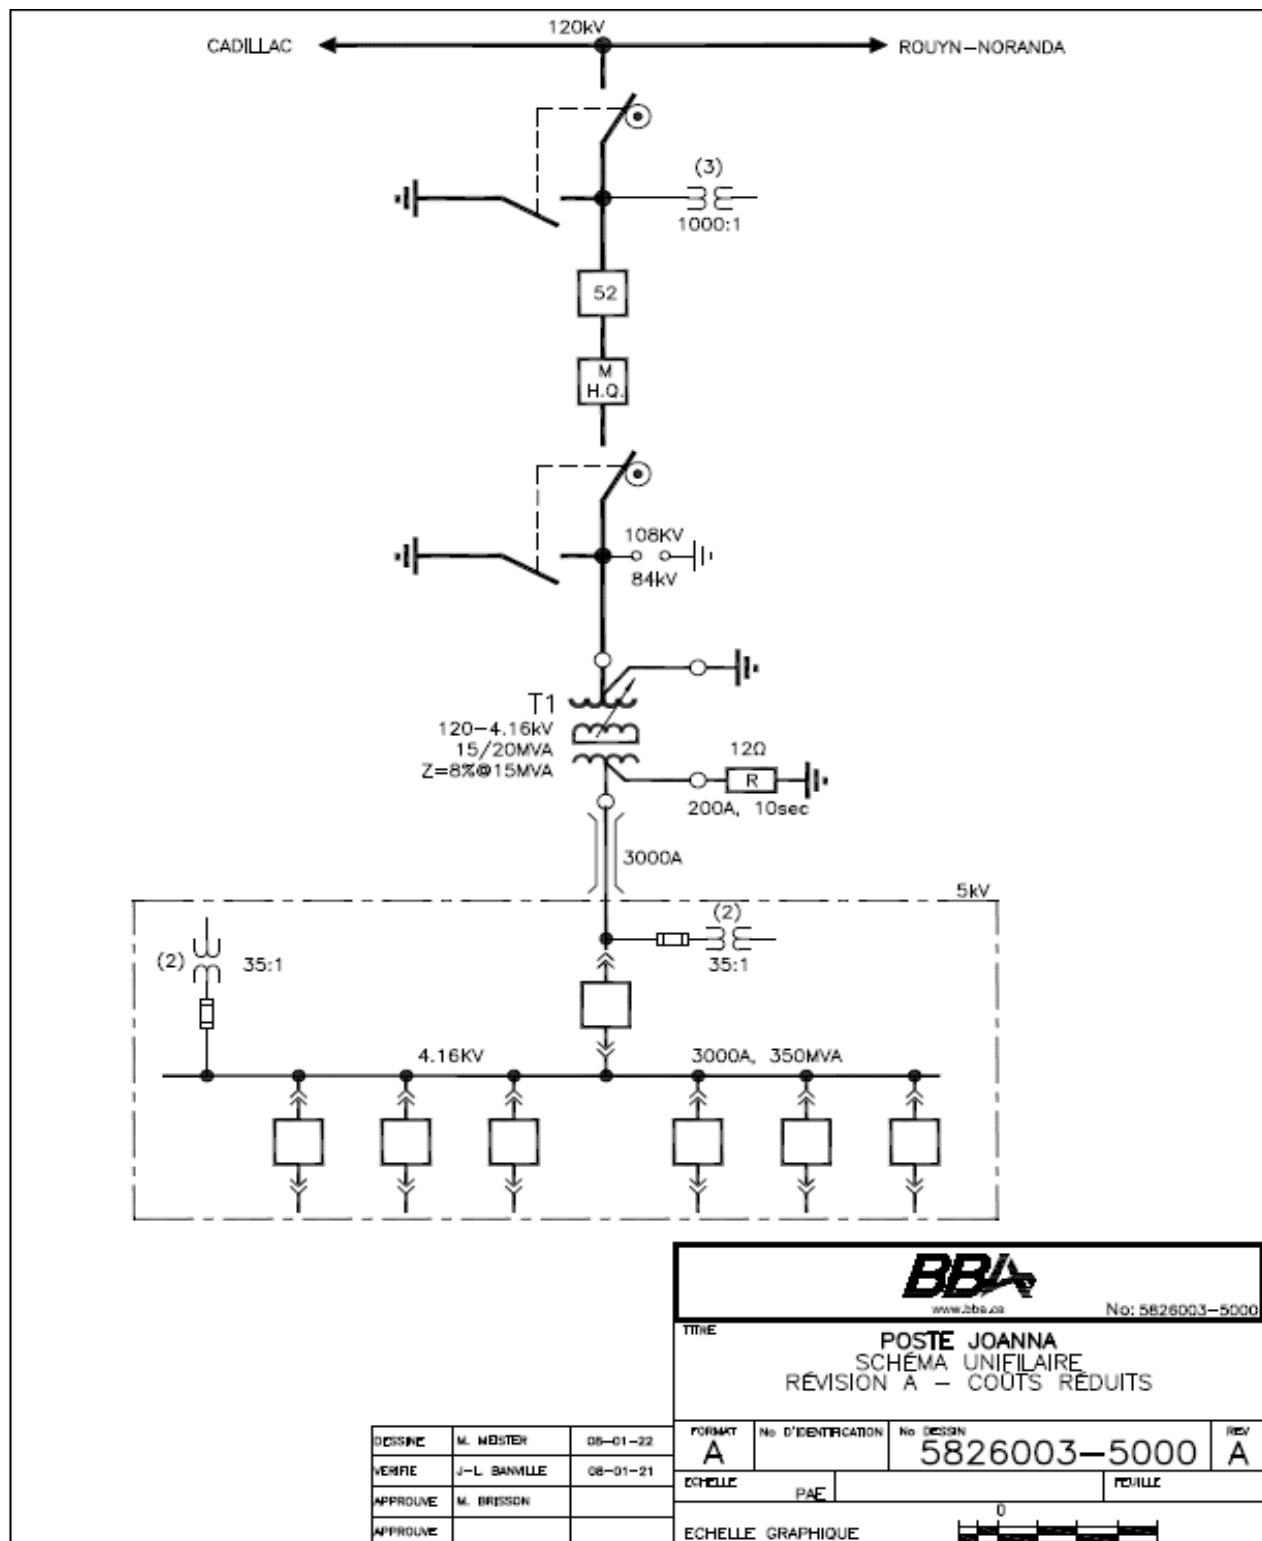 120kV
CADILLAC
ROUYN-NORANDA
(3)
1000:1
52
M
H.Q.
108KV
84kV
T1
120-4.16kV
15/20MVA
Z=8%@15MVA
12Ω
R
200A, 10sec
3000A
5kV
(2)
35:1
(2)
35:1
4.16KV
3000A, 350MVA
BBA
www.bba.ca
No: 5826003-5000
TITRE
POSTE JOANNA
SCHÉMA UNIFILAIRE
RÉVISION A - COÛTS RÉDUITS
DESSINE M. MEISTER 08-01-22
VERIFIE J-L. BANVILLE 08-01-21
APPROUVE M. BRISSON
APPROUVE
FORMAT
A
No D'IDENTIFICATION
No DESSIN
5826003-5000
REV
A
ECHELLE
PAE
FEUILLE
ECHELLE GRAPHIQUE
0